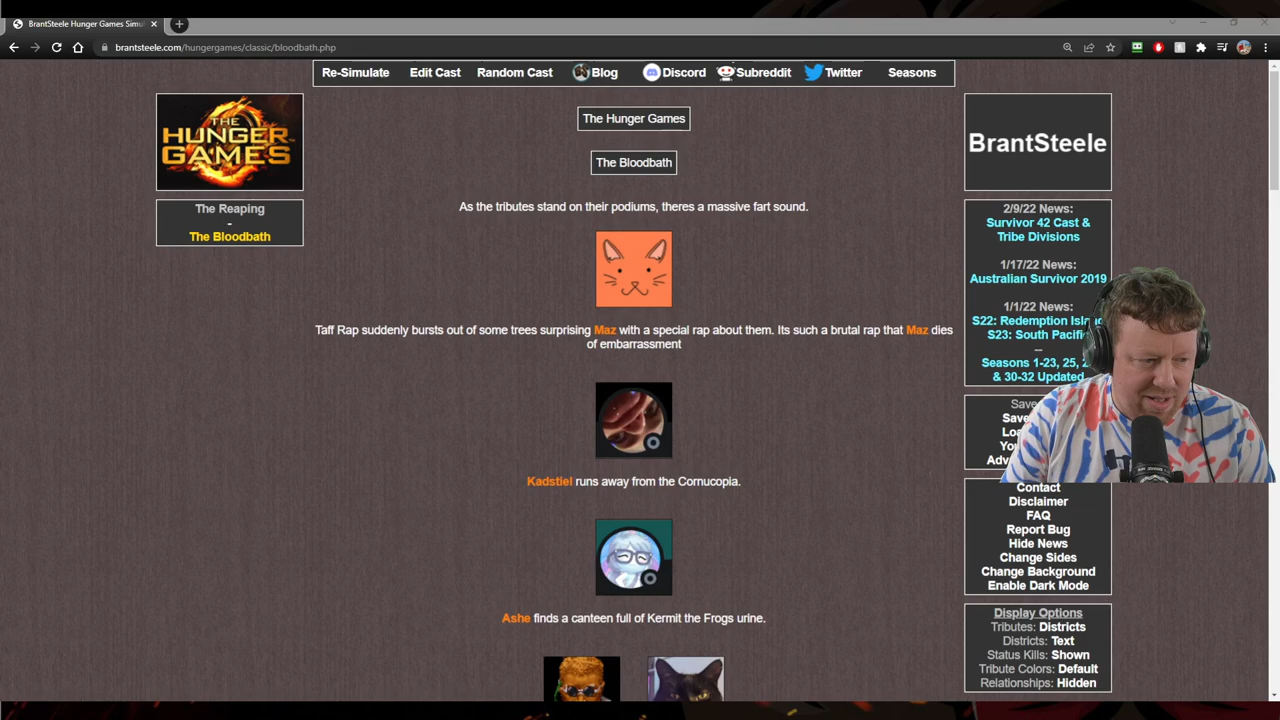 BrantSteele Hunger Games Simu
brantsteele.com/hungergames/classic/bloodbath.php
Re-Simulate Edit Cast Random Cast Blog Discord Subreddit Twitter Seasons
THE HUNGER GAMES
The Reaping
-
The Bloodbath
The Hunger Games
The Bloodbath
As the tributes stand on their podiums, theres a massive fart sound.
Taff Rap suddenly bursts out of some trees surprising Maz with a special rap about them. Its such a brutal rap that Maz dies
of embarrassment
Kadstiel runs away from the Cornucopia.
Ashe finds a canteen full of Kermit the Frogs urine.
BrantSteele
2/9/22 News:
Survivor 42 Cast &
Tribe Divisions
1/17/22 News:
Australian Survivor 2019
1/1/22 News:
S22: Redemption Island
S23: South Pacific
--
Seasons 1-23, 25,
& 30-32 Updated
Contact
Disclaimer
FAQ
Report Bug
Hide News
Change Sides
Change Background
Enable Dark Mode
Display Options
Tributes: Districts
Districts: Text
Status Kills: Shown
Tribute Colors: Default
Relationships: Hidden